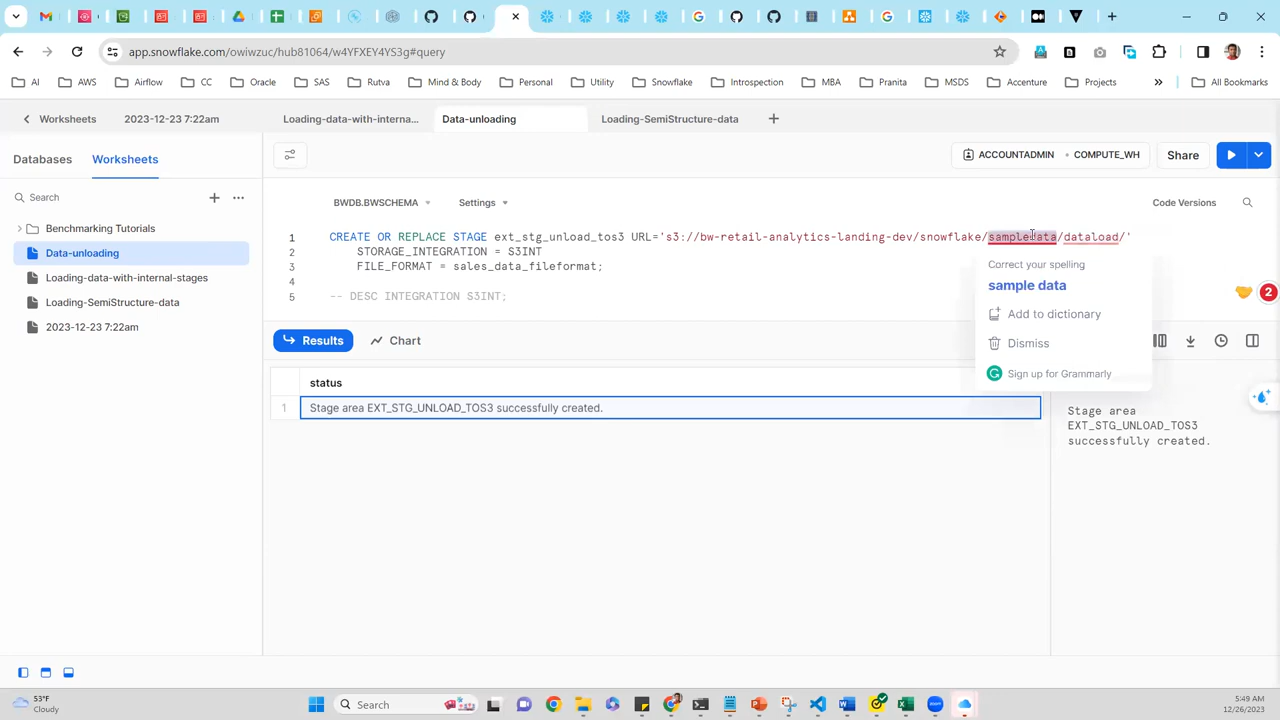 app.snowflake.com/owiwzuc/hub81064/w4YFXEY4YS3g#query
AI AWS Airflow CC Oracle SAS Rutva Mind & Body Personal Utility Snowflake Introspection MBA Pranita MSDS Accenture Projects » All Bookmarks
Worksheets 2023-12-23 7:22am Loading-data-with-interna... Data-unloading Loading-SemiStructure-data
Databases Worksheets
ACCOUNTADMIN • COMPUTE_WH Share
Search
BWDB.BWSCHEMA Settings Code Versions
Benchmarking Tutorials
Data-unloading
Loading-data-with-internal-stages
Loading-SemiStructure-data
2023-12-23 7:22am
1 CREATE OR REPLACE STAGE ext_stg_unload_tos3 URL='s3://bw-retail-analytics-landing-dev/snowflake/sampledata/dataload/'
2 STORAGE_INTEGRATION = S3INT
3 FILE_FORMAT = sales_data_fileformat;
4
5 -- DESC INTEGRATION S3INT;
Correct your spelling
sample data
Add to dictionary
Dismiss
Sign up for Grammarly
2
Results Chart
status
1 Stage area EXT_STG_UNLOAD_TOS3 successfully created.
Stage area
EXT_STG_UNLOAD_TOS3
successfully created.
53°F
Cloudy
Search
5:49 AM
12/26/2023